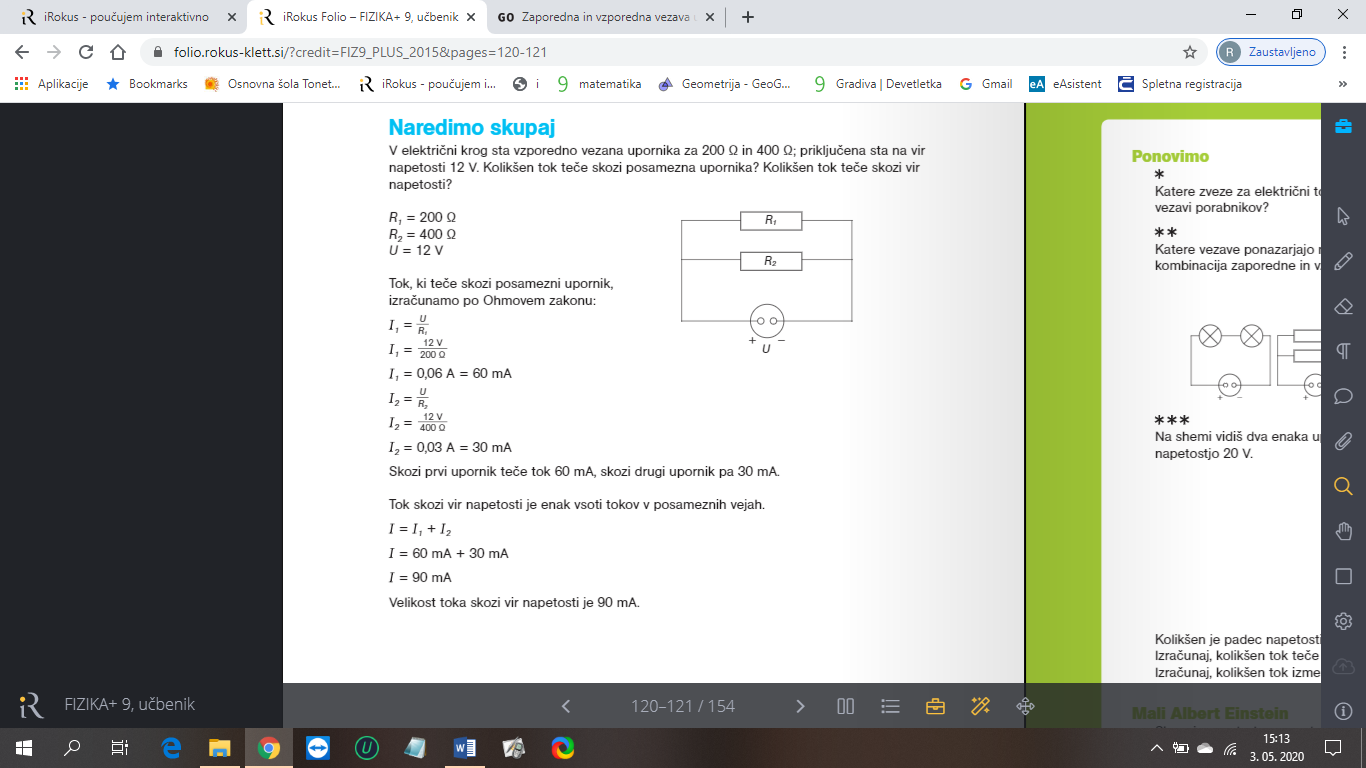 iRokus - poučujem interaktivno
iRokus Folio – FIZIKA+ 9, učbenik
GO Zaporedna in vzporedna vezava
folio.rokus-klett.si/?credit=FIZ9_PLUS_2015&pages=120-121
R Zaustavljeno
Aplikacije
Bookmarks
Osnovna šola Tonet...
iRokus - poučujem i...
i
9 matematika
Geometrija - GeoG...
9 Gradiva | Devetletka
Gmail
eA eAsistent
Spletna registracija
»
Naredimo skupaj
V električni krog sta vzporedno vezana upornika za 200 Ω in 400 Ω; priključena sta na vir
napetosti 12 V. Kolikšen tok teče skozi posamezna upornika? Kolikšen tok teče skozi vir
napetosti?
R₁ = 200 Ω
R₂ = 400 Ω
U = 12 V
Tok, ki teče skozi posamezni upornik,
izračunamo po Ohmovem zakonu:
I₁ = U/R₁
I₁ = 12 V/200 Ω
I₁ = 0,06 A = 60 mA
I₂ = U/R₂
I₂ = 12 V/400 Ω
I₂ = 0,03 A = 30 mA
Skozi prvi upornik teče tok 60 mA, skozi drugi upornik pa 30 mA.
Tok skozi vir napetosti je enak vsoti tokov v posameznih vejah.
I = I₁ + I₂
I = 60 mA + 30 mA
I = 90 mA
Velikost toka skozi vir napetosti je 90 mA.
R₁
R₂
+ −
U
Ponovimo
*
Katere zveze za električni
vezavi porabnikov?
**
Katere vezave ponazarjajo
kombinacija zaporedne in
+ −
+
***
Na shemi vidiš dva enaka
napetostjo 20 V.
Kolikšen je padec napetosti
Izračunaj, kolikšen tok teče
Izračunaj, kolikšen tok
Mali Albert Einstein
iR FIZIKA+ 9, učbenik
120–121 / 154
15:13
3. 05. 2020